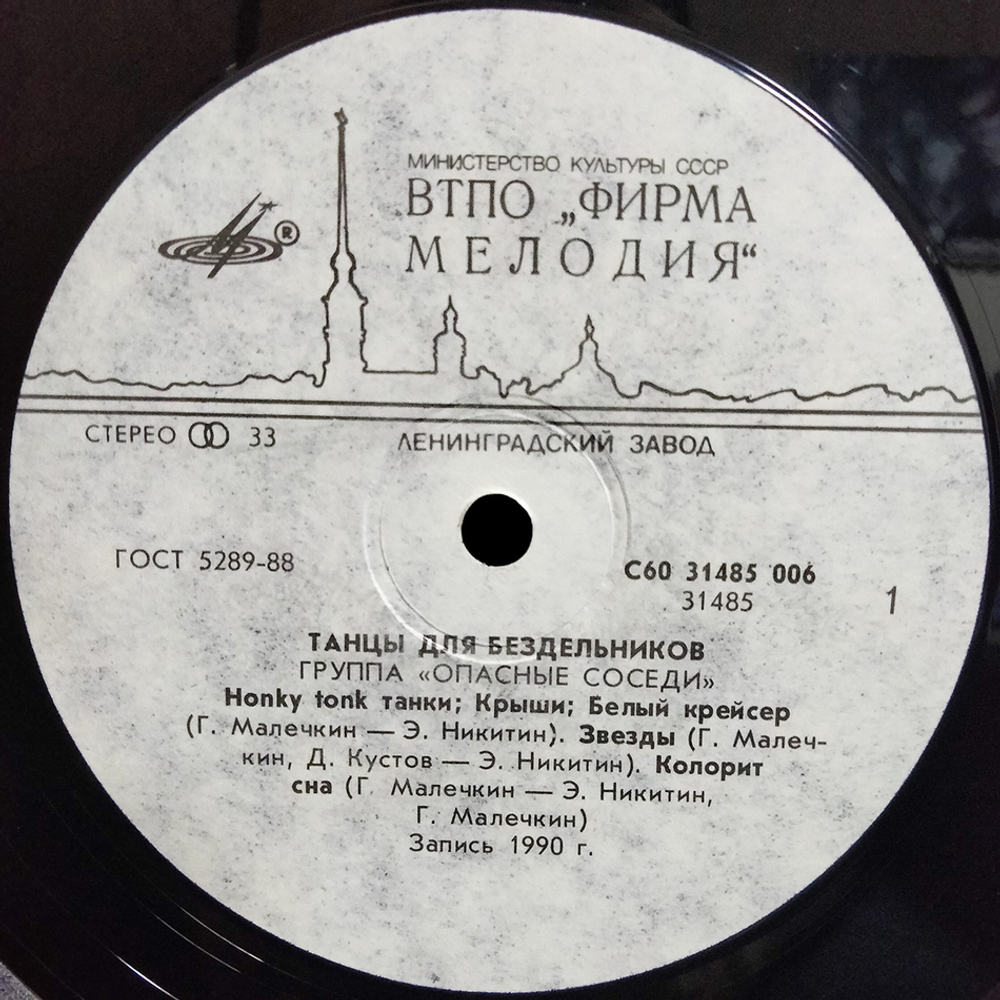 МИНИСТЕРСТВО КУЛЬТУРЫ СССР
ВТПО „ФИРМА
МЕЛОДИЯ“
®
СТЕРЕО 33
ЛЕНИНГРАДСКИЙ ЗАВОД
ГОСТ 5289-88
С60 31485 006
31485
1
ТАНЦЫ ДЛЯ БЕЗДЕЛЬНИКОВ
ГРУППА «ОПАСНЫЕ СОСЕДИ»
Honky tonk танки; Крыши; Белый крейсер
(Г. Малечкин — Э. Никитин). Звезды (Г. Малеч-
кин, Д. Кустов — Э. Никитин). Колорит
сна (Г. Малечкин — Э. Никитин,
Г. Малечкин)
Запись 1990 г.